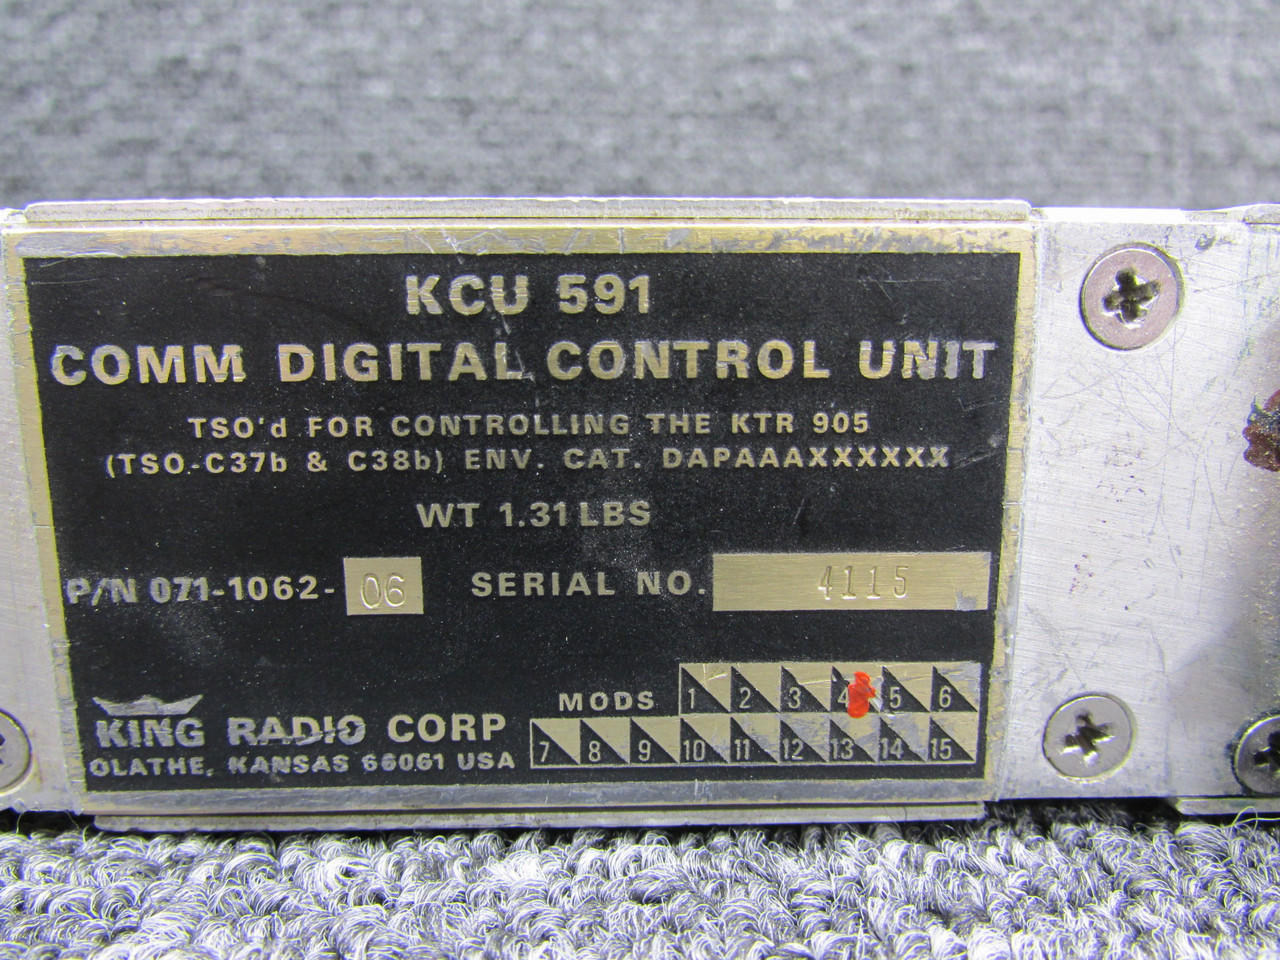 KCU 591
COMM DIGITAL CONTROL UNIT
TSO'd FOR CONTROLLING THE KTR 905
(TSO-C37b & C38b) ENV. CAT. DAPAAAXXXXXX
WT 1.31 LBS
P/N 071-1062- 06 SERIAL NO. 4115
MODS 1 2 3 4 5 6
7 8 9 10 11 12 13 14 15
KING RADIO CORP
OLATHE, KANSAS 66061 USA